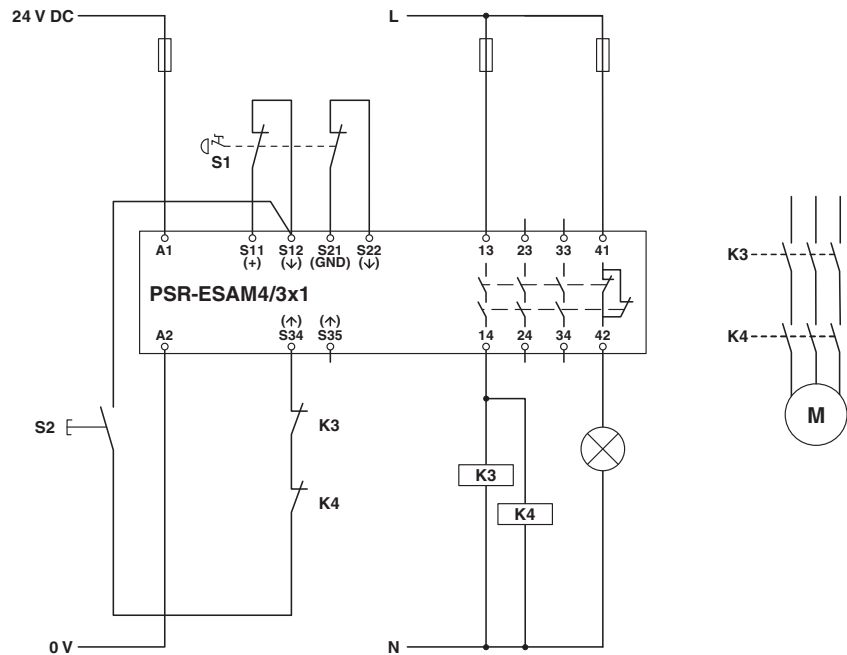 24 V DC
L
S1
A1
S11
(+)
S12
(↓)
S21
(GND)
S22
(↓)
13
23
33
41
PSR-ESAM4/3x1
(↑)
(↑)
A2
S34
S35
14
24
34
42
K3
K4
M
S2
K3
K4
K3
K4
0 V
N